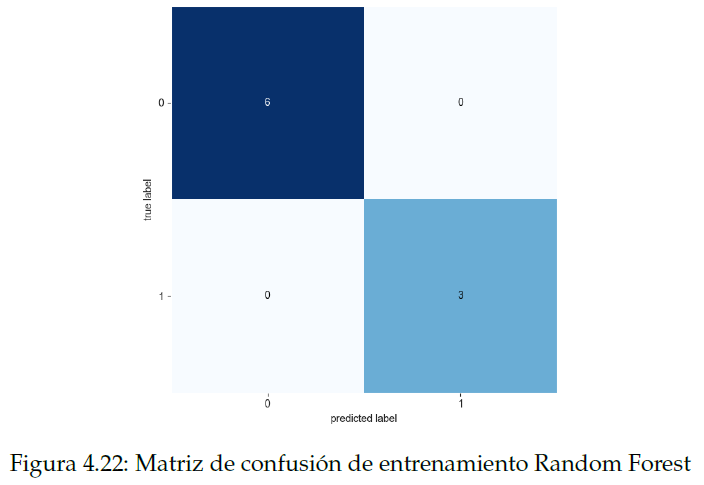 0
6
0
true label
1
0
3
0
1
predicted label
Figura 4.22: Matriz de confusión de entrenamiento Random Forest